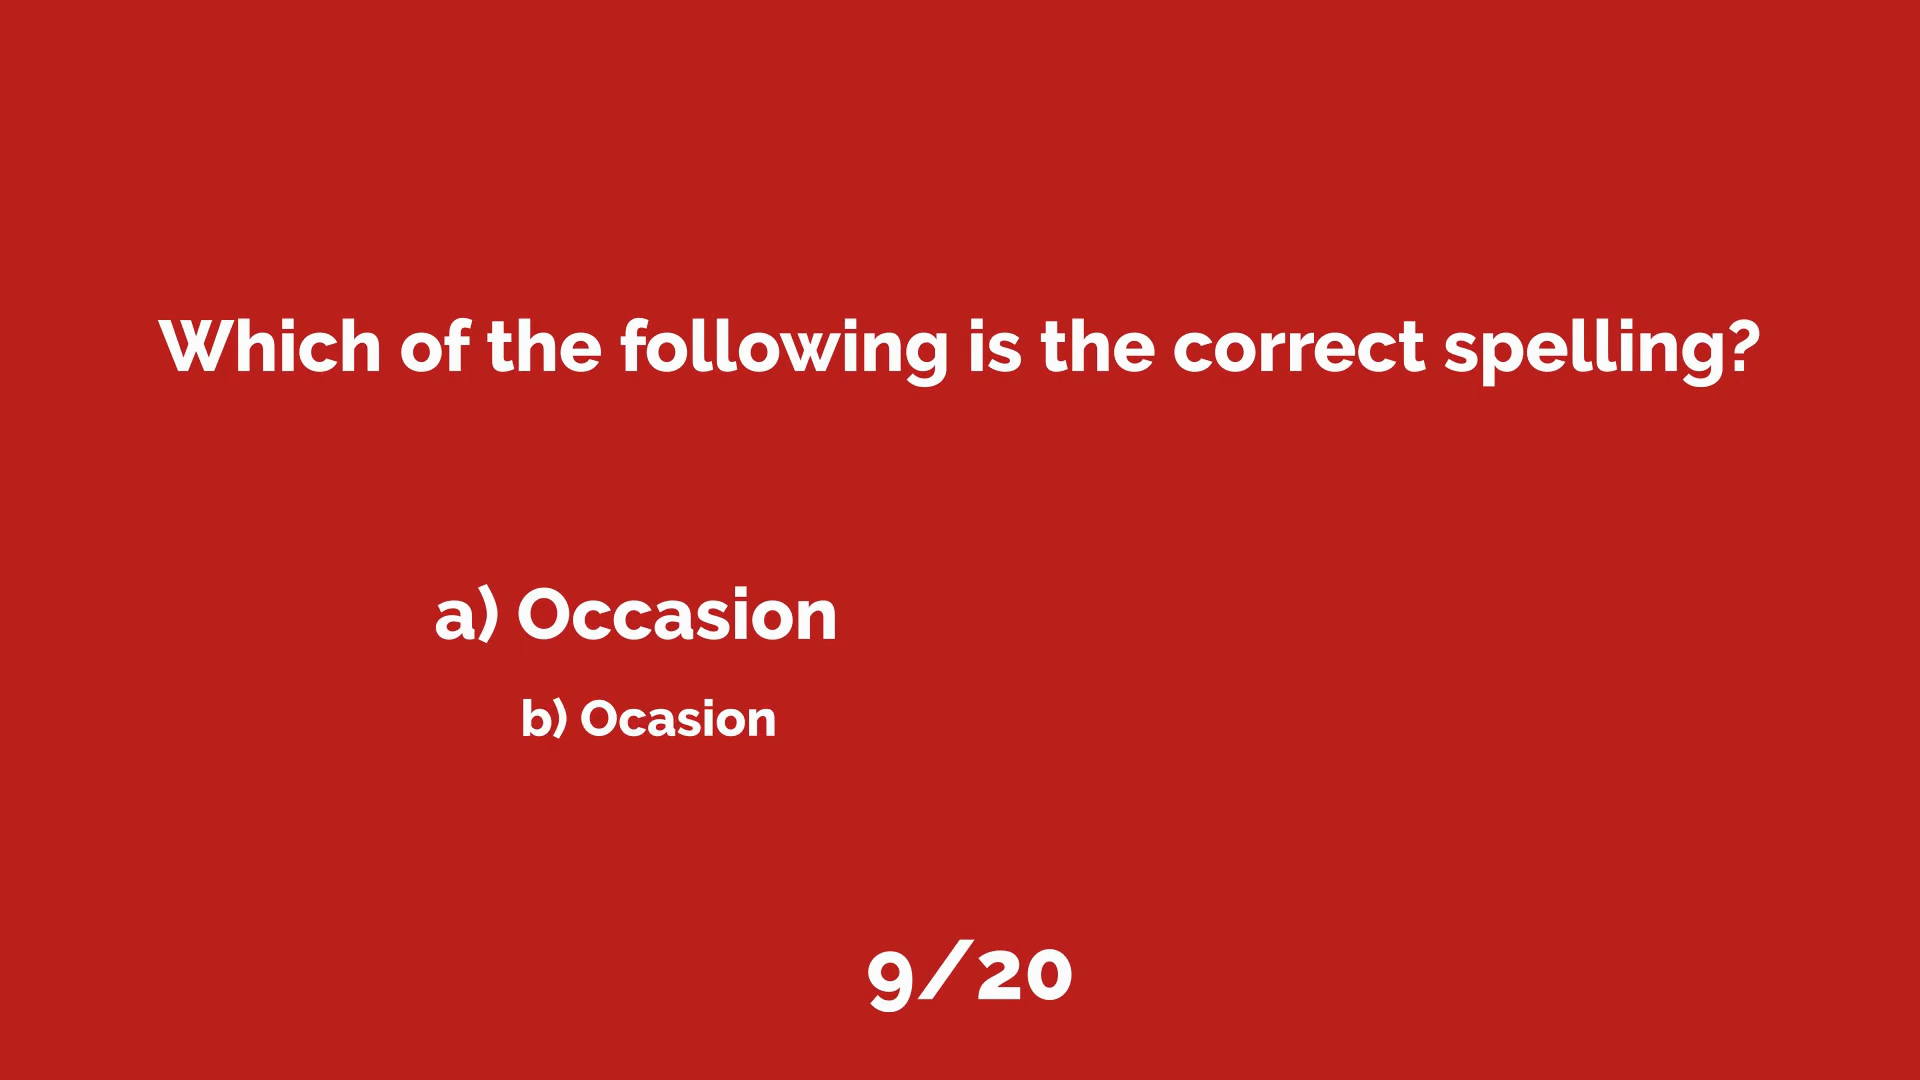 Which of the following is the correct spelling?
a) Occasion
b) Ocasion
9/20